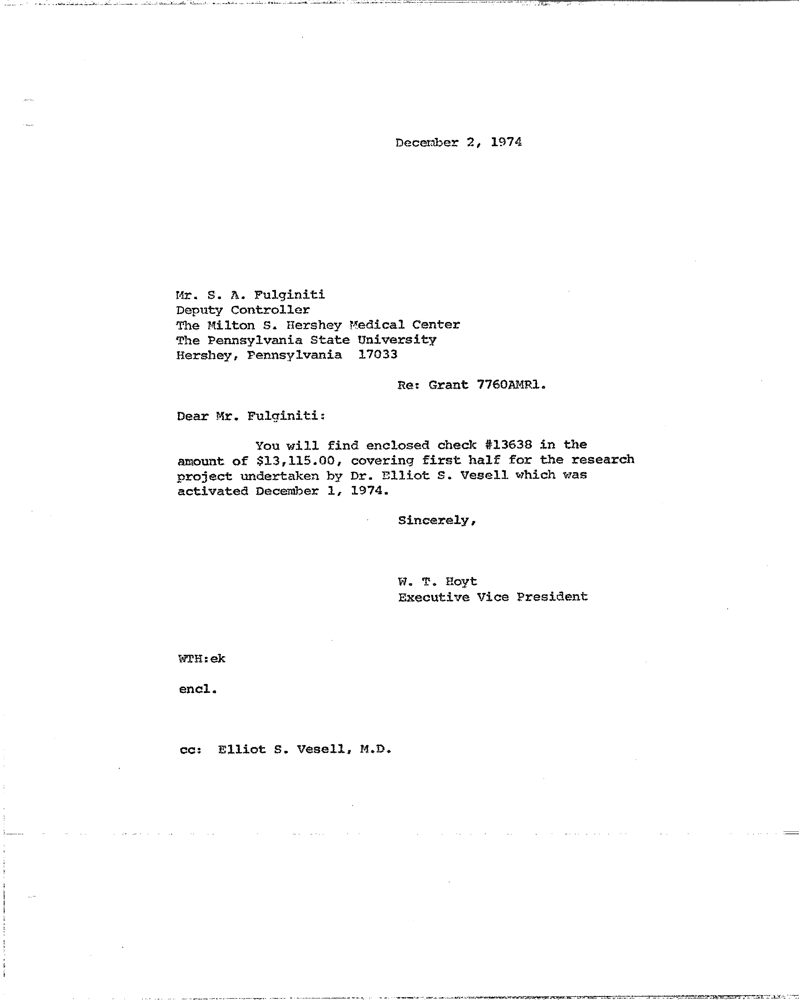 December 2, 1974
Mr. S. A. Fulginiti
Deputy Controller
The Milton S. Hershey Medical Center
The Pennsylvania State University
Hershey, Pennsylvania  17033
Re: Grant 7760AMR1.
Dear Mr. Fulginiti:
You will find enclosed check #13638 in the
amount of $13,115.00, covering first half for the research
project undertaken by Dr. Elliot S. Vesell which was
activated December 1, 1974.
Sincerely,
W. T. Hoyt
Executive Vice President
WTH:ek
encl.
cc:  Elliot S. Vesell, M.D.